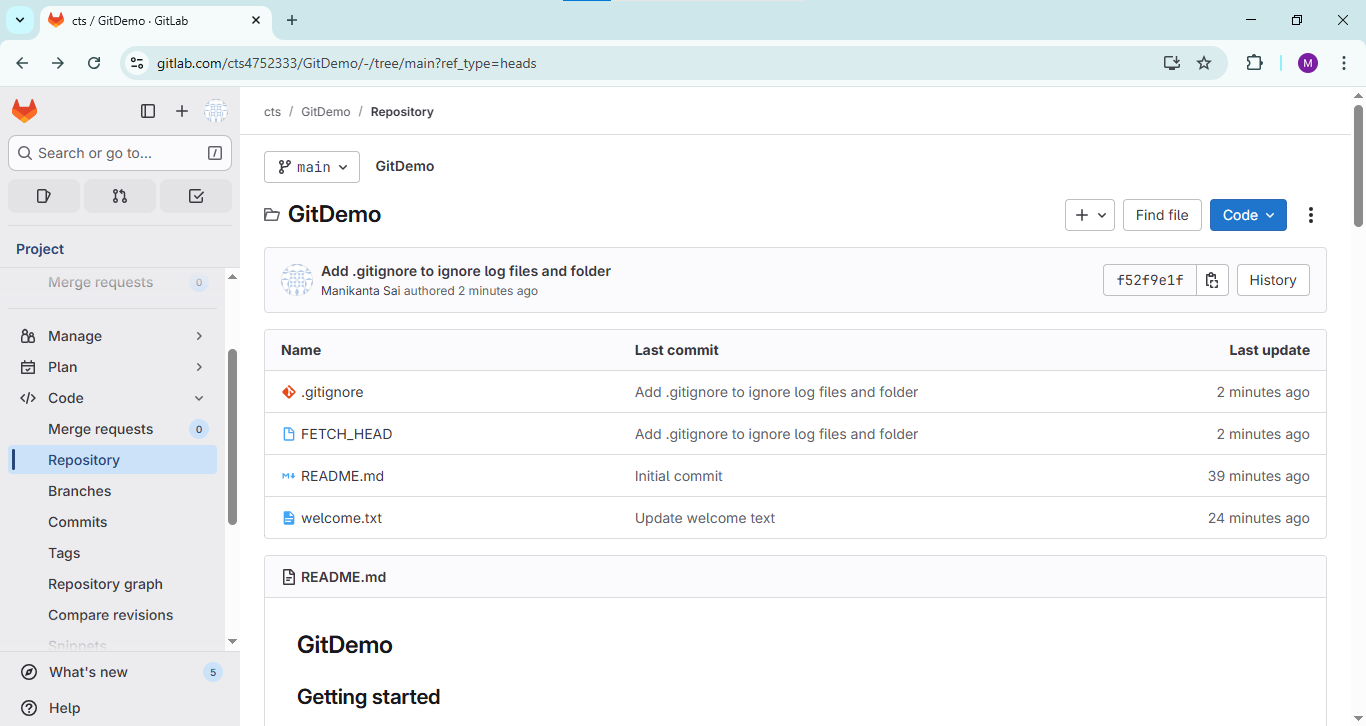 cts / GitDemo · GitLab
gitlab.com/cts4752333/GitDemo/-/tree/main?ref_type=heads
M
Search or go to...
/
Project
Merge requests 0
Manage
Plan
Code
Merge requests 0
Repository
Branches
Commits
Tags
Repository graph
Compare revisions
Snippets
What's new 5
Help
cts / GitDemo / Repository
main GitDemo
GitDemo
Find file
Code
Add .gitignore to ignore log files and folder
Manikanta Sai authored 2 minutes ago
f52f9e1f
History
Name Last commit Last update
.gitignore Add .gitignore to ignore log files and folder 2 minutes ago
FETCH_HEAD Add .gitignore to ignore log files and folder 2 minutes ago
README.md Initial commit 39 minutes ago
welcome.txt Update welcome text 24 minutes ago
README.md
GitDemo
Getting started